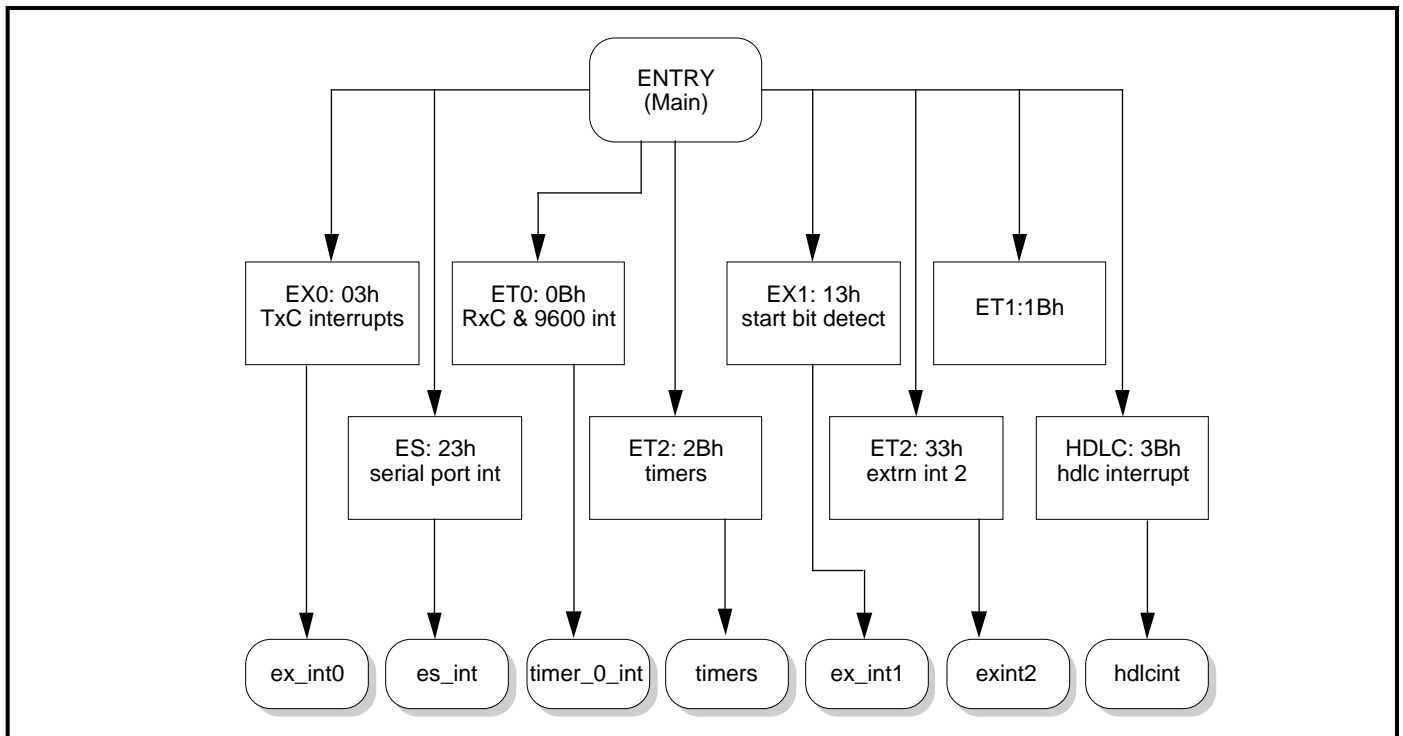 ENTRY
(Main)
EX0: 03h
TxC interrupts
ET0: 0Bh
RxC & 9600 int
EX1: 13h
start bit detect
ET1:1Bh
ES: 23h
serial port int
ET2: 2Bh
timers
ET2: 33h
extrn int 2
HDLC: 3Bh
hdlc interrupt
ex_int0
es_int
timer_0_int
timers
ex_int1
exint2
hdlcint